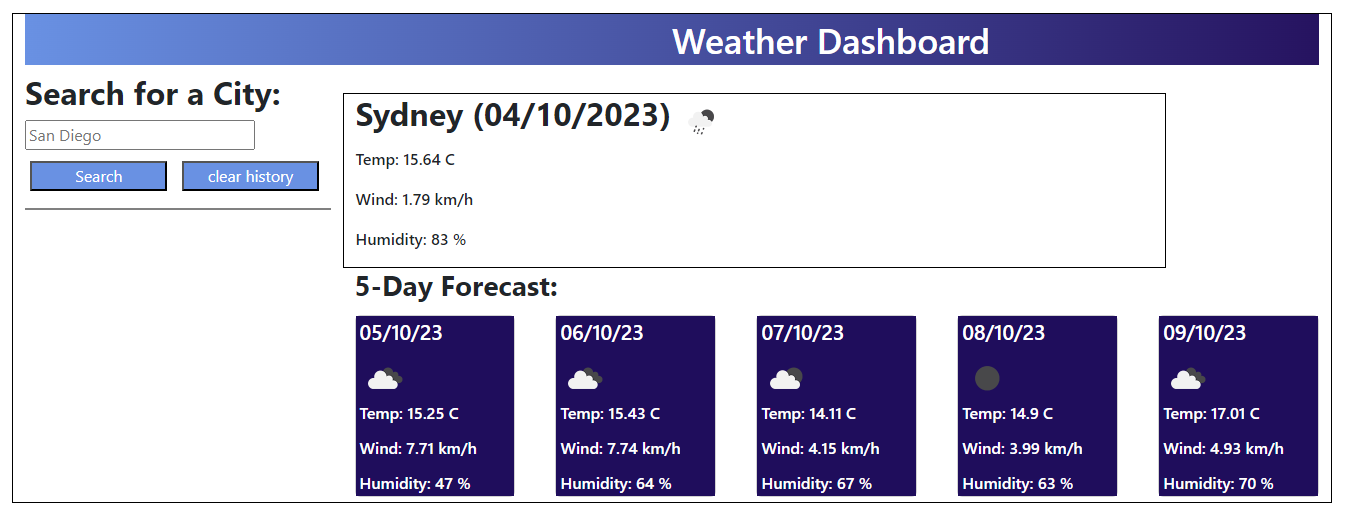 Weather Dashboard
Search for a City:
San Diego
Search
clear history
Sydney (04/10/2023)
Temp: 15.64 C
Wind: 1.79 km/h
Humidity: 83 %
5-Day Forecast:
05/10/23
Temp: 15.25 C
Wind: 7.71 km/h
Humidity: 47 %
06/10/23
Temp: 15.43 C
Wind: 7.74 km/h
Humidity: 64 %
07/10/23
Temp: 14.11 C
Wind: 4.15 km/h
Humidity: 67 %
08/10/23
Temp: 14.9 C
Wind: 3.99 km/h
Humidity: 63 %
09/10/23
Temp: 17.01 C
Wind: 4.93 km/h
Humidity: 70 %